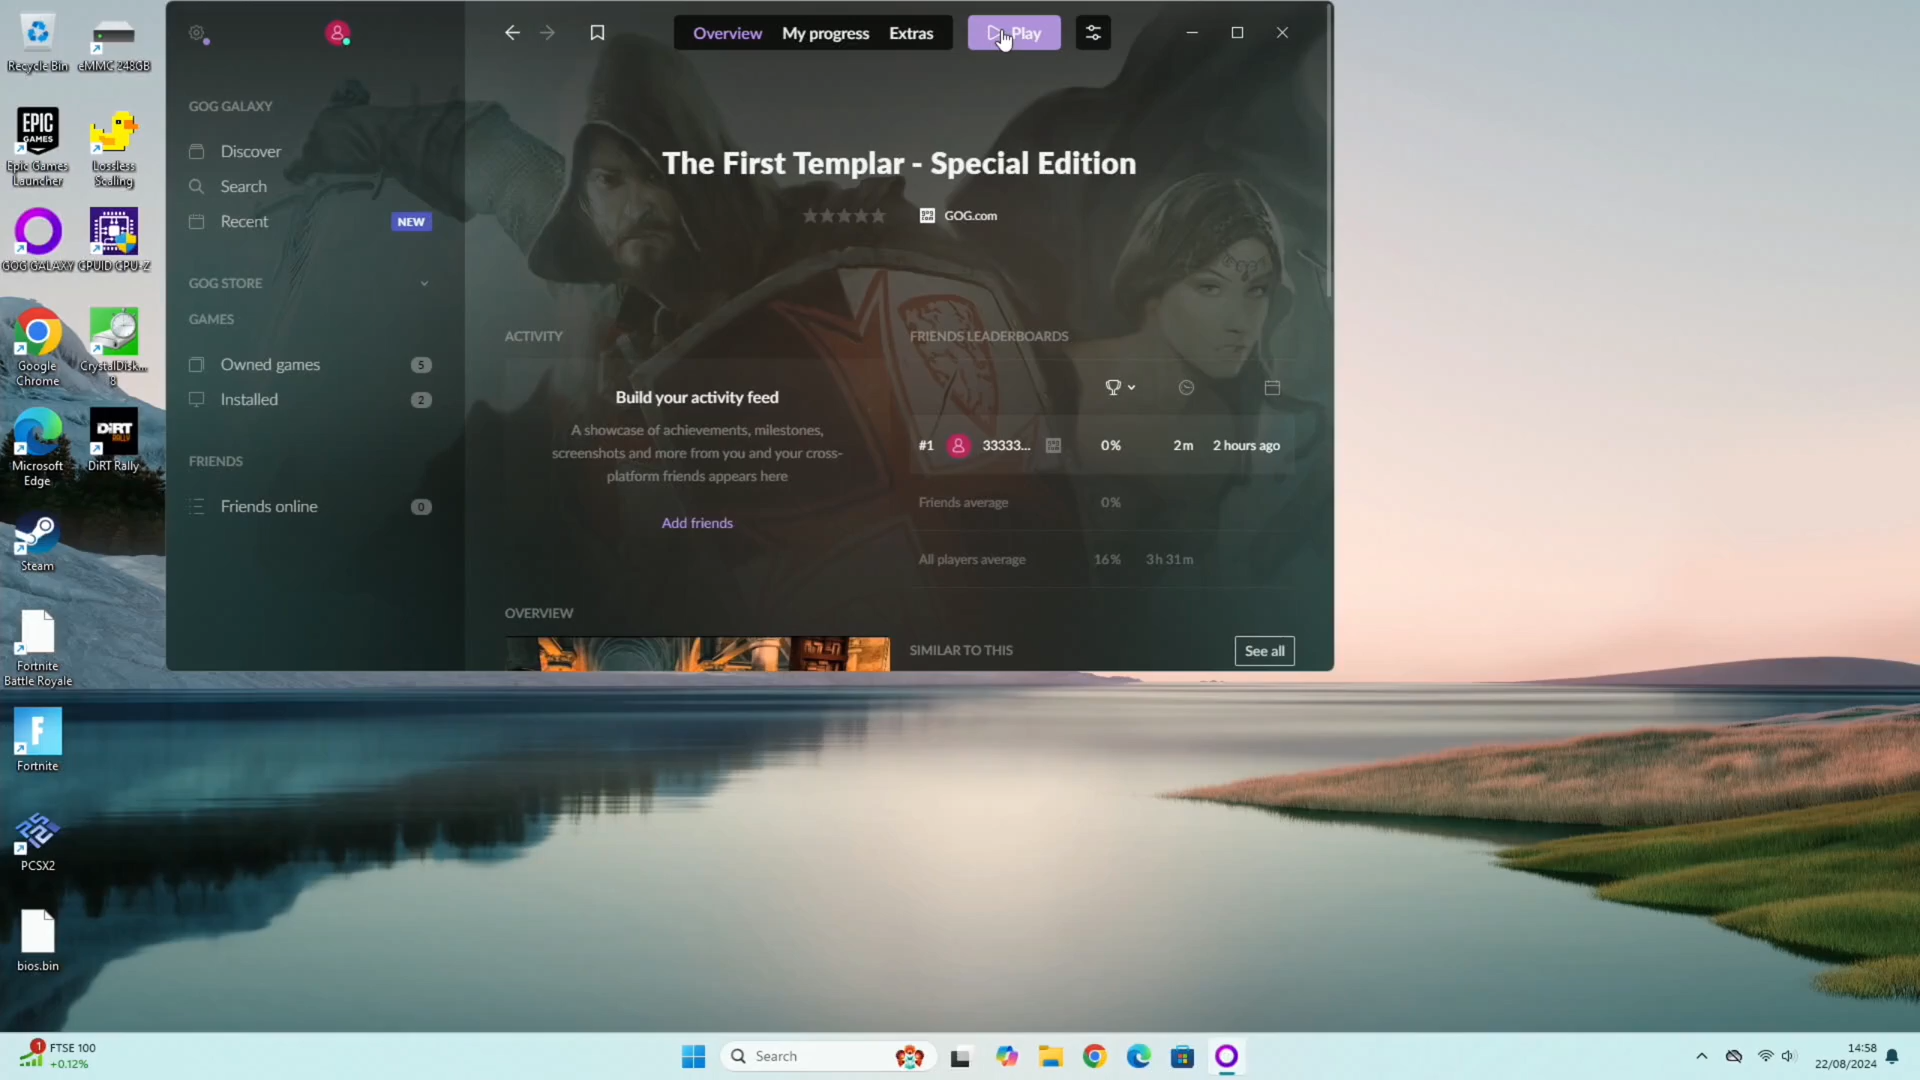 Recycle Bin
eMMC 248GB
EPIC
GAMES
Epic Games
Launcher
Lossless
Scaling
GOG GALAXY
CPUID CPU-Z
Google
Chrome
CrystalDisk...
8
Microsoft
Edge
DiRT
RALLY
DiRT Rally
Steam
Fortnite
Battle Royale
F
Fortnite
PCSX2
bios.bin
Overview
My progress
Extras
Play
GOG GALAXY
Discover
Search
Recent
NEW
GOG STORE
GAMES
Owned games
5
Installed
2
FRIENDS
Friends online
0
The First Templar - Special Edition
GOG.com
ACTIVITY
Build your activity feed
A showcase of achievements, milestones,
screenshots and more from you and your cross-
platform friends appears here
Add friends
FRIENDS LEADERBOARDS
#1 33333... 0% 2m 2 hours ago
Friends average 0%
All players average 16% 3h 31m
OVERVIEW
SIMILAR TO THIS
See all
1
FTSE 100
+0.12%
Search
14:58
22/08/2024